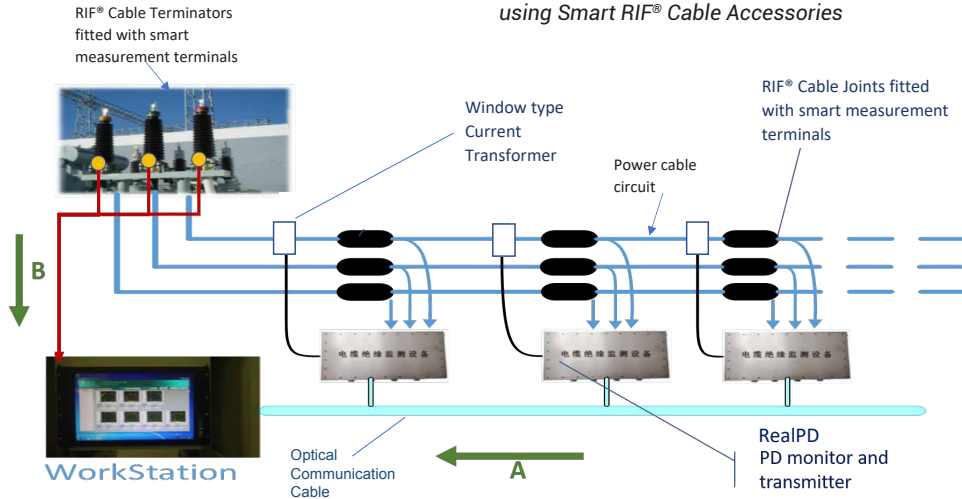 using Smart RIF® Cable Accessories
RIF® Cable Terminators
fitted with smart
measurement terminals
Window type
Current
Transformer
Power cable
circuit
RIF® Cable Joints fitted
with smart measurement
terminals
B
电缆绝缘监测设备
电缆绝缘监测设备
电缆绝缘监测设备
WorkStation
Optical
Communication
Cable
A
RealPD
PD monitor and
transmitter